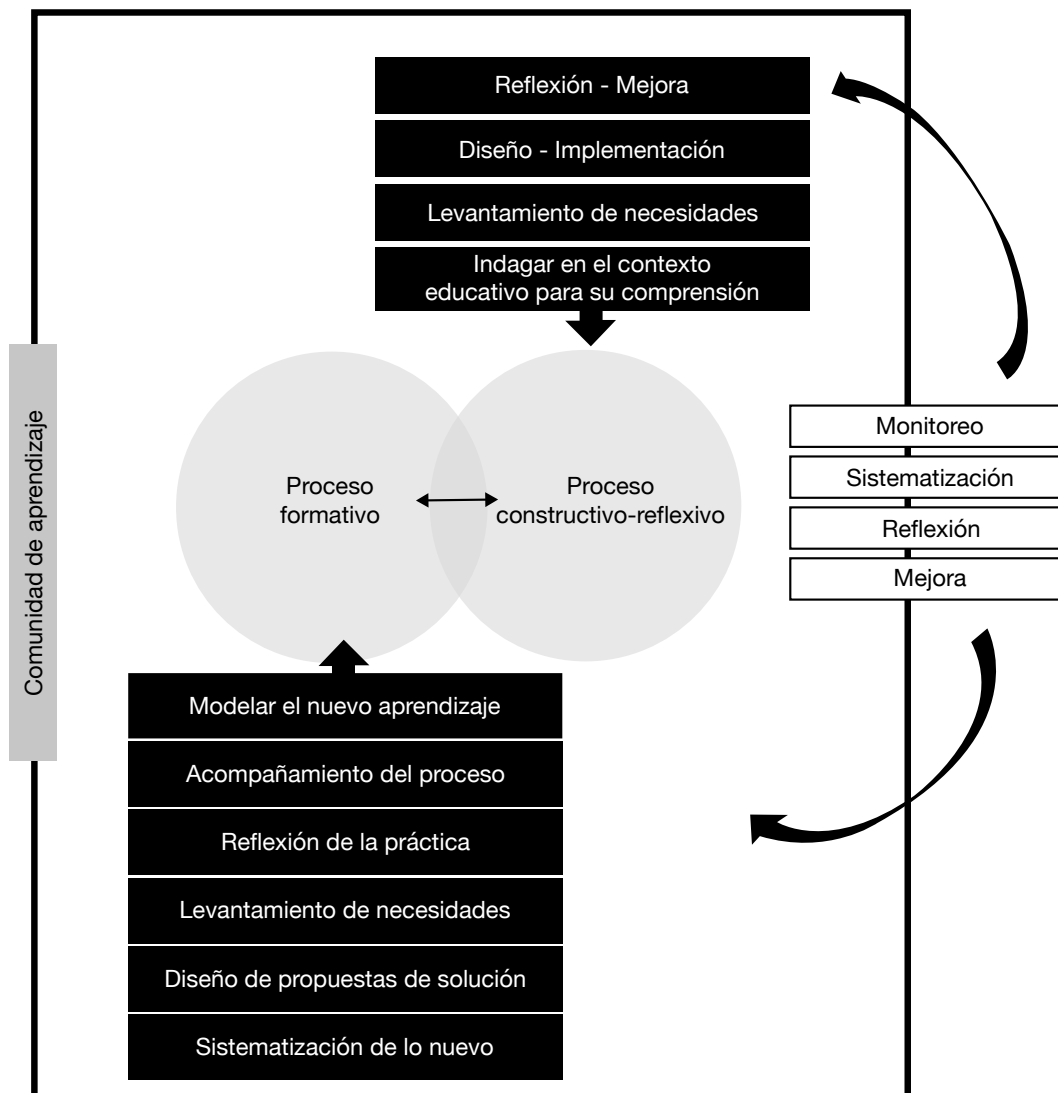 Reflexión - Mejora
Diseño - Implementación
Levantamiento de necesidades
Indagar en el contexto
educativo para su comprensión
Comunidad de aprendizaje
Proceso
formativo
Proceso
constructivo-reflexivo
Monitoreo
Sistematización
Reflexión
Mejora
Modelar el nuevo aprendizaje
Acompañamiento del proceso
Reflexión de la práctica
Levantamiento de necesidades
Diseño de propuestas de solución
Sistematización de lo nuevo